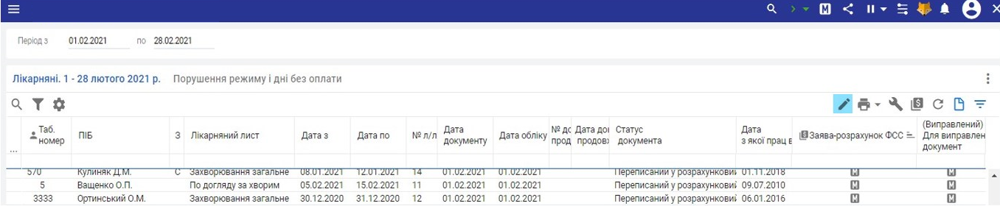 Період з 01.02.2021 по 28.02.2021
Лікарняні. 1 - 28 лютого 2021 р. Порушення режиму і дні без оплати
Таб. номер ПІБ З Лікарняний лист Дата з Дата по № л/л Дата документу Дата обліку № до прод Дата до продовж Статус документа Дата з якої прац в Заява-розрахунок ФСС (Виправлений) Для виправлен документ
...
570 Кулиняк Д.М. С Захворювання загальне 08.01.2021 12.01.2021 14 01.02.2021 01.02.2021 Переписаний у розрахунковий 01.11.2018 M M
5 Ващенко О.П. По догляду за хворим 05.02.2021 15.02.2021 11 01.02.2021 01.02.2021 Переписаний у розрахунковий 09.07.2010 M M
3333 Ортинський О.М. Захворювання загальне 30.12.2020 31.12.2020 12 01.02.2021 01.02.2021 Переписаний у розрахунковий 06.01.2016 M M